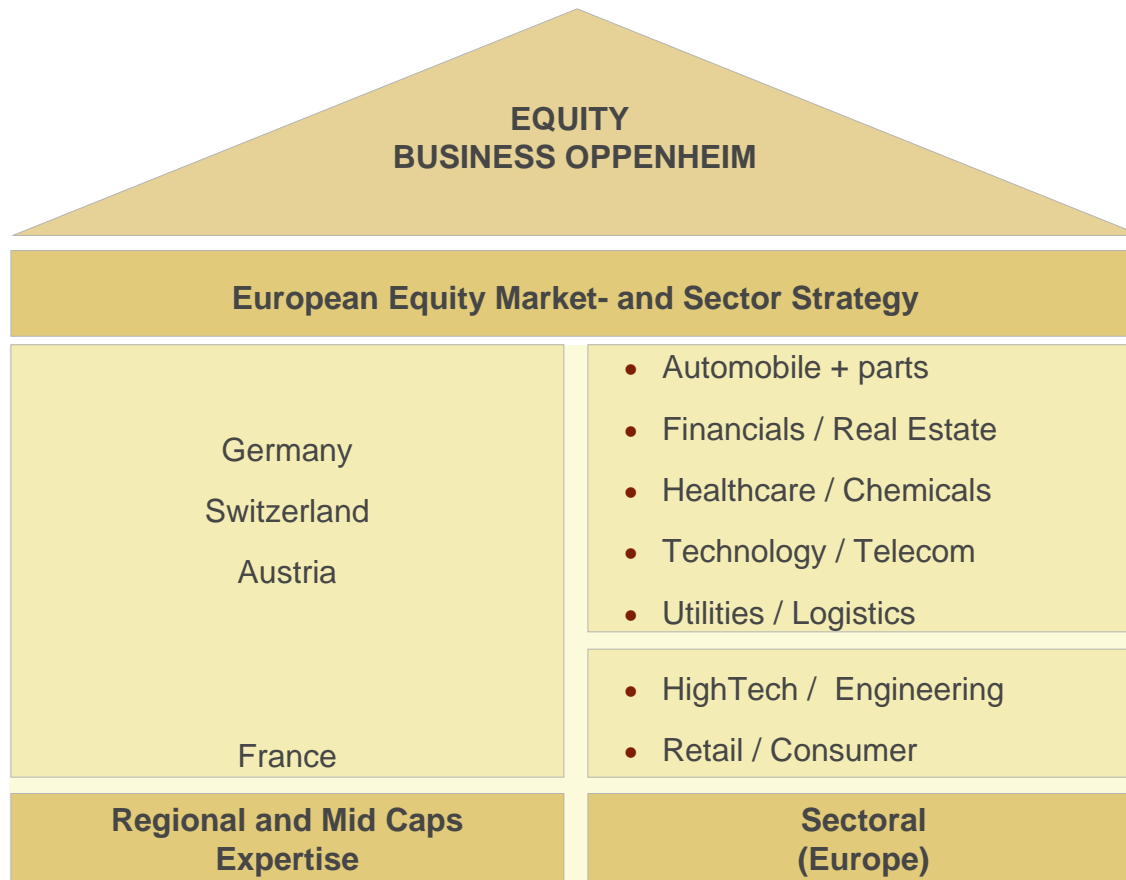 EQUITY
BUSINESS OPPENHEIM
European Equity Market- and Sector Strategy
Germany
Switzerland
Austria
France
• Automobile + parts
• Financials / Real Estate
• Healthcare / Chemicals
• Technology / Telecom
• Utilities / Logistics
• HighTech / Engineering
• Retail / Consumer
Regional and Mid Caps
Expertise
Sectoral
(Europe)